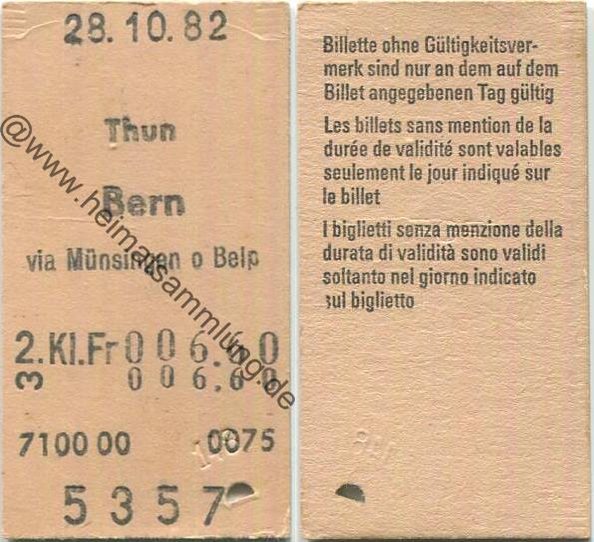 28.10.82
Thun
Bern
via Münsingen o Belp
2.Kl.Fr 006.60
3 006.60
7100 00 0075
5357
Billette ohne Gültigkeitsver-
merk sind nur an dem auf dem
Billet angegebenen Tag gültig
Les billets sans mention de la
durée de validité sont valables
seulement le jour indiqué sur
le billet
I biglietti senza menzione della
durata di validità sono validi
soltanto nel giorno indicato
sul biglietto
@www.heimatsammlung.de